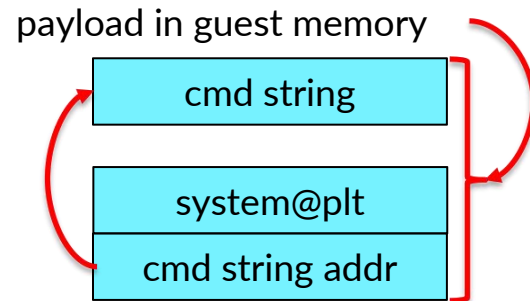 payload in guest memory
cmd string
system@plt
cmd string addr